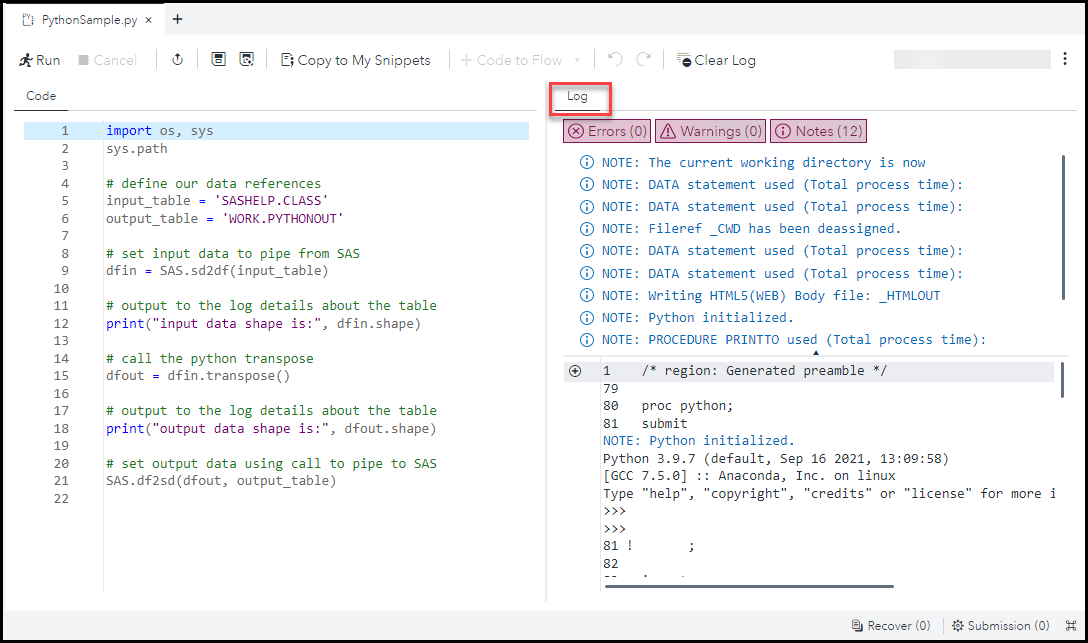 PythonSample.py × +
Run Cancel Copy to My Snippets + Code to Flow Clear Log
Code
1 import os, sys
2 sys.path
3
4 # define our data references
5 input_table = 'SASHELP.CLASS'
6 output_table = 'WORK.PYTHONOUT'
7
8 # set input data to pipe from SAS
9 dfin = SAS.sd2df(input_table)
10
11 # output to the log details about the table
12 print("input data shape is:", dfin.shape)
13
14 # call the python transpose
15 dfout = dfin.transpose()
16
17 # output to the log details about the table
18 print("output data shape is:", dfout.shape)
19
20 # set output data using call to pipe to SAS
21 SAS.df2sd(dfout, output_table)
22
Log
Errors (0) Warnings (0) Notes (12)
NOTE: The current working directory is now
NOTE: DATA statement used (Total process time):
NOTE: DATA statement used (Total process time):
NOTE: Fileref _CWD has been deassigned.
NOTE: DATA statement used (Total process time):
NOTE: DATA statement used (Total process time):
NOTE: Writing HTML5(WEB) Body file: _HTMLOUT
NOTE: Python initialized.
NOTE: PROCEDURE PRINTTO used (Total process time):
1 /* region: Generated preamble */
79
80 proc python;
81 submit
NOTE: Python initialized.
Python 3.9.7 (default, Sep 16 2021, 13:09:58)
[GCC 7.5.0] :: Anaconda, Inc. on linux
Type "help", "copyright", "credits" or "license" for more i
>>>
>>>
81 ! ;
82
Recover (0) Submission (0)